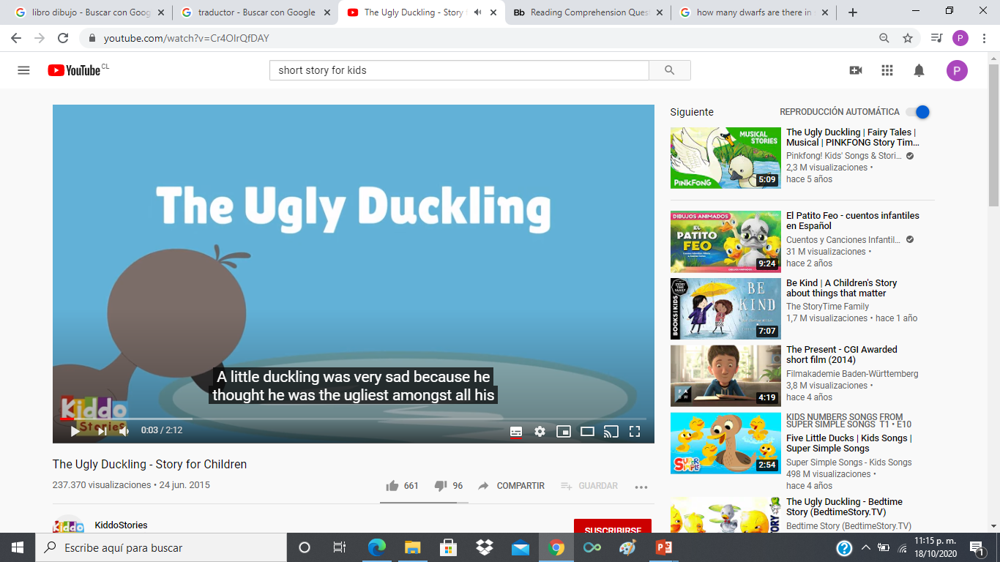 libro dibujo - Buscar con Goog
traductor - Buscar con Google
The Ugly Duckling - Story
Bb
Reading Comprehension Ques
how many dwarfs are there in
youtube.com/watch?v=Cr4OIrQfDAY
P
YouTube CL
short story for kids
P
The Ugly Duckling
A little duckling was very sad because he
thought he was the ugliest amongst all his
Kiddo
Stories
0:03 / 2:12
The Ugly Duckling - Story for Children
237.370 visualizaciones • 24 jun. 2015
661
96
COMPARTIR
GUARDAR
Kiddo
KiddoStories
SUSCRIBIRSE
Siguiente
REPRODUCCIÓN AUTOMÁTICA
MUSICAL
STORIES
PINKFONG
5:09
The Ugly Duckling | Fairy Tales |
Musical | PINKFONG Story Tim...
Pinkfong! Kids' Songs & Stori...
2,3 M visualizaciones •
hace 5 años
DIBUJOS ANIMADOS
EL
PATITO
FEO
9:24
El Patito Feo - cuentos infantiles
en Español
Cuentos y Canciones Infantil...
31 M visualizaciones •
hace 2 años
BOOKS FOR KIDS
BE
KIND
7:07
Be Kind | A Children's Story
about things that matter
The StoryTime Family
1,7 M visualizaciones • hace 1 año
4:19
The Present - CGI Awarded
short film (2014)
Filmakademie Baden-Württemberg
3,8 M visualizaciones •
hace 4 años
SUPER
SIMPLE
2:54
KIDS NUMBERS SONGS FROM
SUPER SIMPLE SONGS T1 • E10
Five Little Ducks | Kids Songs |
Super Simple Songs
Super Simple Songs - Kids Songs
498 M visualizaciones •
hace 4 años
The Ugly Duckling - Bedtime
Story (BedtimeStory.TV)
Bedtime Story (BedtimeStory.TV)
Escribe aquí para buscar
11:15 p. m.
18/10/2020
1